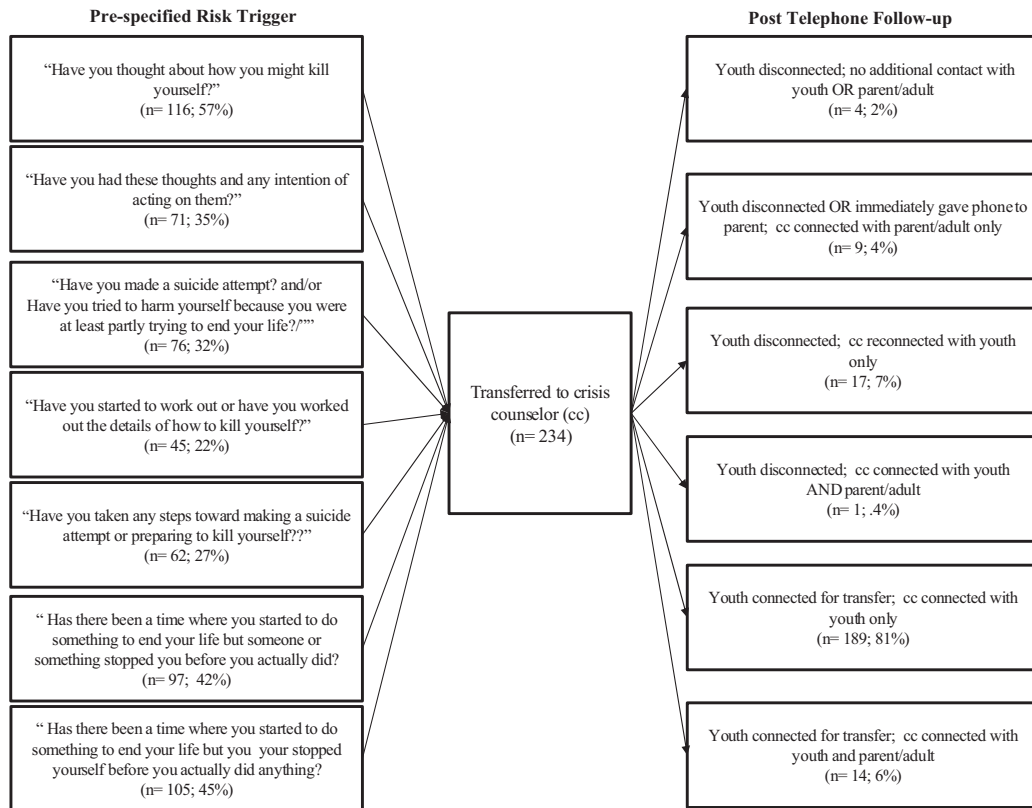 Pre-specified Risk Trigger
“Have you thought about how you might kill
yourself?”
(n= 116; 57%)
“Have you had these thoughts and any intention of
acting on them?”
(n= 71; 35%)
“Have you made a suicide attempt? and/or
Have you tried to harm yourself because you were
at least partly trying to end your life?/””
(n= 76; 32%)
“Have you started to work out or have you worked
out the details of how to kill yourself?”
(n= 45; 22%)
“Have you taken any steps toward making a suicide
attempt or preparing to kill yourself??”
(n= 62; 27%)
“ Has there been a time where you started to do
something to end your life but someone or
something stopped you before you actually did?
(n= 97;  42%)
“ Has there been a time where you started to do
something to end your life but you  your stopped
yourself before you actually did anything?
(n= 105; 45%)
Transferred to crisis
counselor (cc)
(n= 234)
Post Telephone Follow-up
Youth disconnected; no additional contact with
youth OR parent/adult
(n= 4; 2%)
Youth disconnected OR immediately gave phone to
parent;  cc connected with parent/adult only
(n= 9; 4%)
Youth disconnected;  cc reconnected with youth
only
(n= 17; 7%)
Youth disconnected;  cc connected with youth
AND parent/adult
(n= 1; .4%)
Youth connected for transfer;  cc connected with
youth only
(n= 189; 81%)
Youth connected for transfer;  cc connected with
youth and parent/adult
(n= 14; 6%)